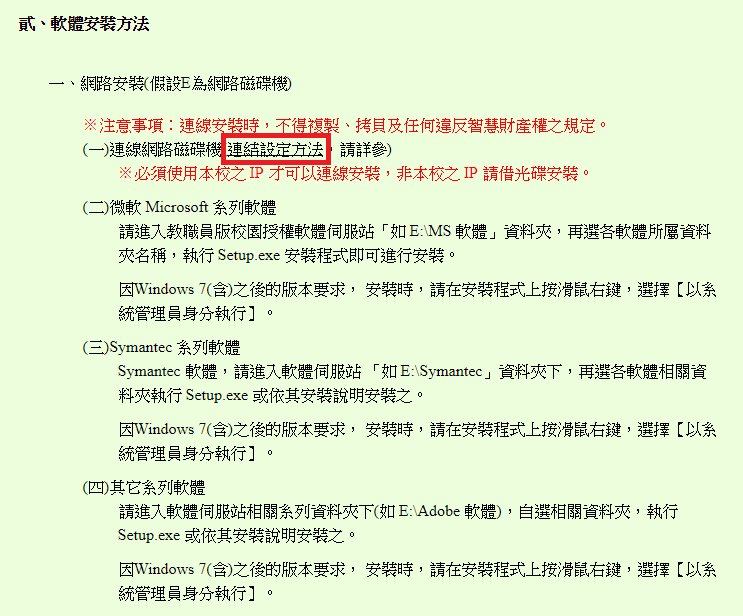 貳、軟體安裝方法
一、網路安裝(假設E為網路磁碟機)
※注意事項：連線安裝時，不得複製、拷貝及任何違反智慧財產權之規定。
(一)連線網路磁碟機 連結設定方法，請詳參)
※必須使用本校之 IP 才可以連線安裝，非本校之 IP 請借光碟安裝。
(二)微軟 Microsoft 系列軟體
請進入教職員版校園授權軟體伺服站「如 E:\MS 軟體」資料夾，再選各軟體所屬資料
夾名稱，執行 Setup.exe 安裝程式即可進行安裝。
因Windows 7(含)之後的版本要求， 安裝時，請在安裝程式上按滑鼠右鍵，選擇【以系
統管理員身分執行】。
(三)Symantec 系列軟體
Symantec 軟體，請進入軟體伺服站 「如 E:\Symantec」資料夾下，再選各軟體相關資
料夾執行 Setup.exe 或依其安裝說明安裝之。
因Windows 7(含)之後的版本要求， 安裝時，請在安裝程式上按滑鼠右鍵，選擇【以系
統管理員身分執行】。
(四)其它系列軟體
請進入軟體伺服站相關系列資料夾下(如 E:\Adobe 軟體)，自選相關資料夾，執行
Setup.exe 或依其安裝說明安裝之。
因Windows 7(含)之後的版本要求， 安裝時，請在安裝程式上按滑鼠右鍵，選擇【以系
統管理員身分執行】。